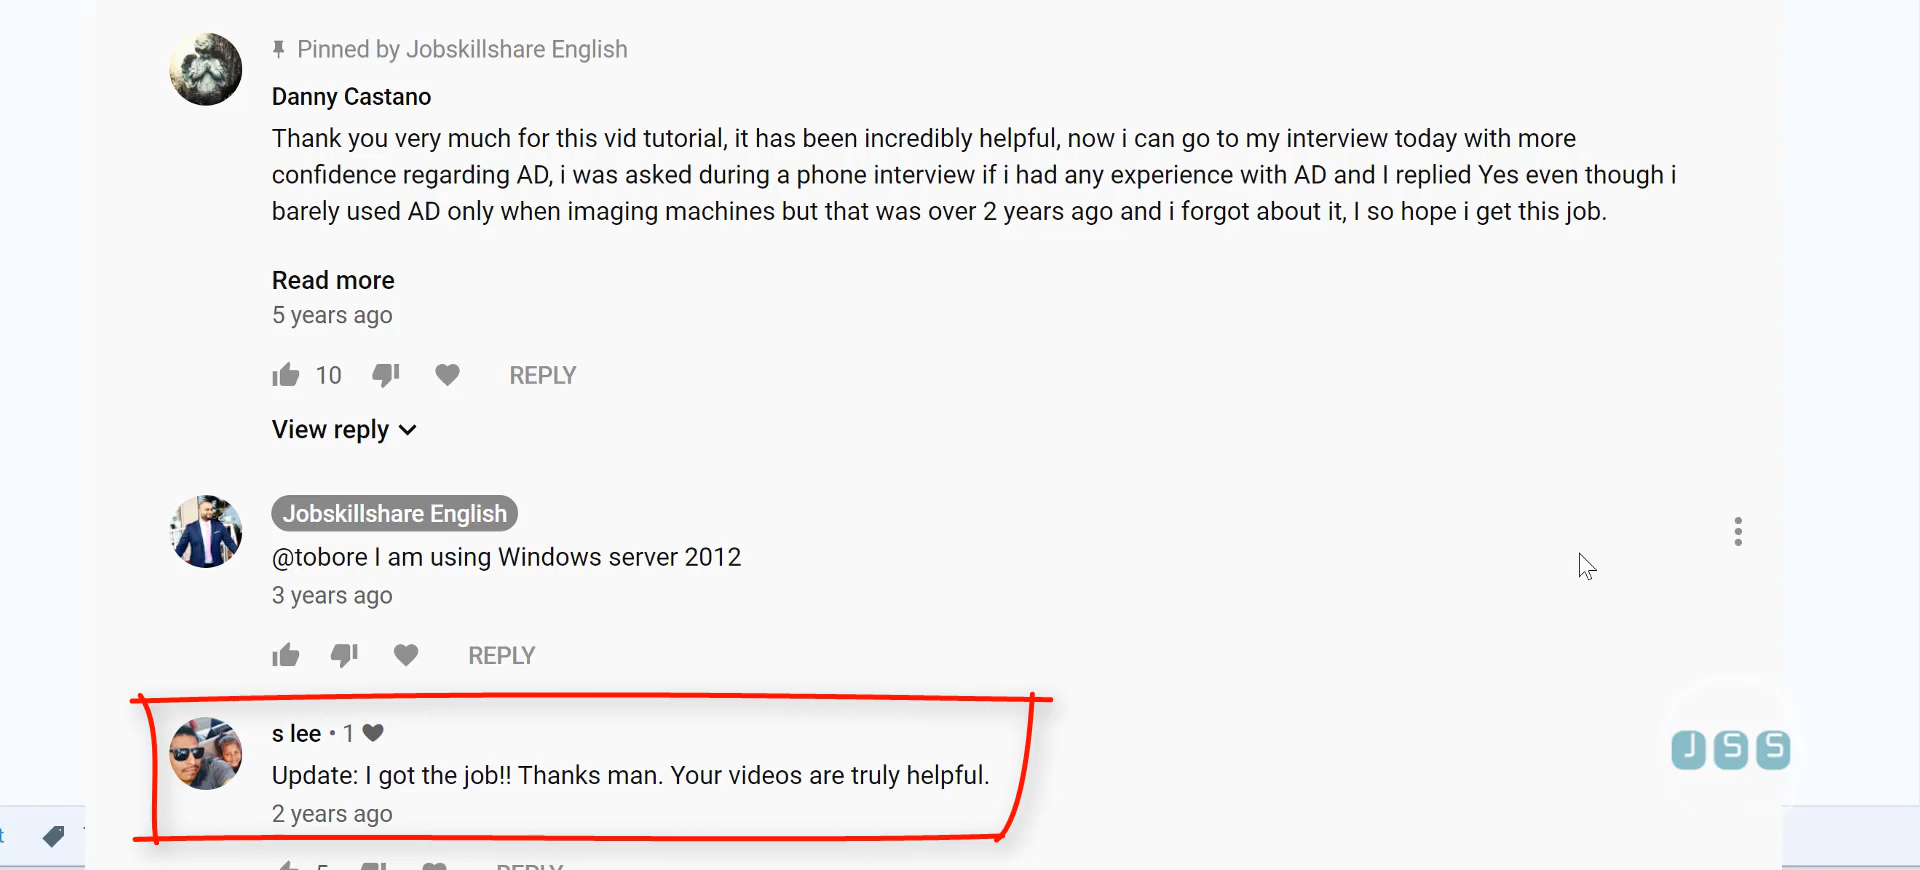 Pinned by Jobskillshare English
Danny Castano
Thank you very much for this vid tutorial, it has been incredibly helpful, now i can go to my interview today with more
confidence regarding AD, i was asked during a phone interview if i had any experience with AD and I replied Yes even though i
barely used AD only when imaging machines but that was over 2 years ago and i forgot about it, I so hope i get this job.
Read more
5 years ago
10 REPLY
View reply
Jobskillshare English
@tobore I am using Windows server 2012
3 years ago
REPLY
s lee • 1
Update: I got the job!! Thanks man. Your videos are truly helpful.
2 years ago
JSS